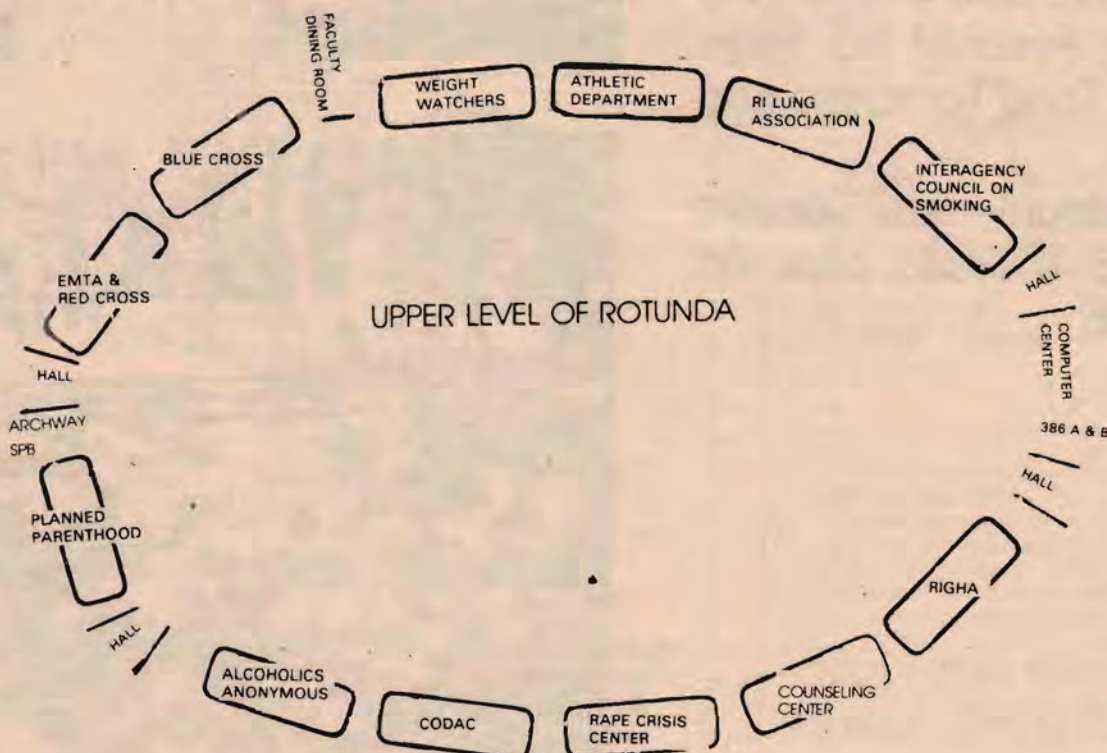 FACULTY
DINING ROOM
WEIGHT
WATCHERS
ATHLETIC
DEPARTMENT
RI LUNG
ASSOCIATION
INTERAGENCY
COUNCIL ON
SMOKING
BLUE CROSS
EMTA &
RED CROSS
UPPER LEVEL OF ROTUNDA
HALL
COMPUTER
CENTER
386 A & B
HALL
HALL
ARCHWAY
SPB
PLANNED
PARENTHOOD
HALL
RIGHA
ALCOHOLICS
ANONYMOUS
CODAC
RAPE CRISIS
CENTER
COUNSELING
CENTER